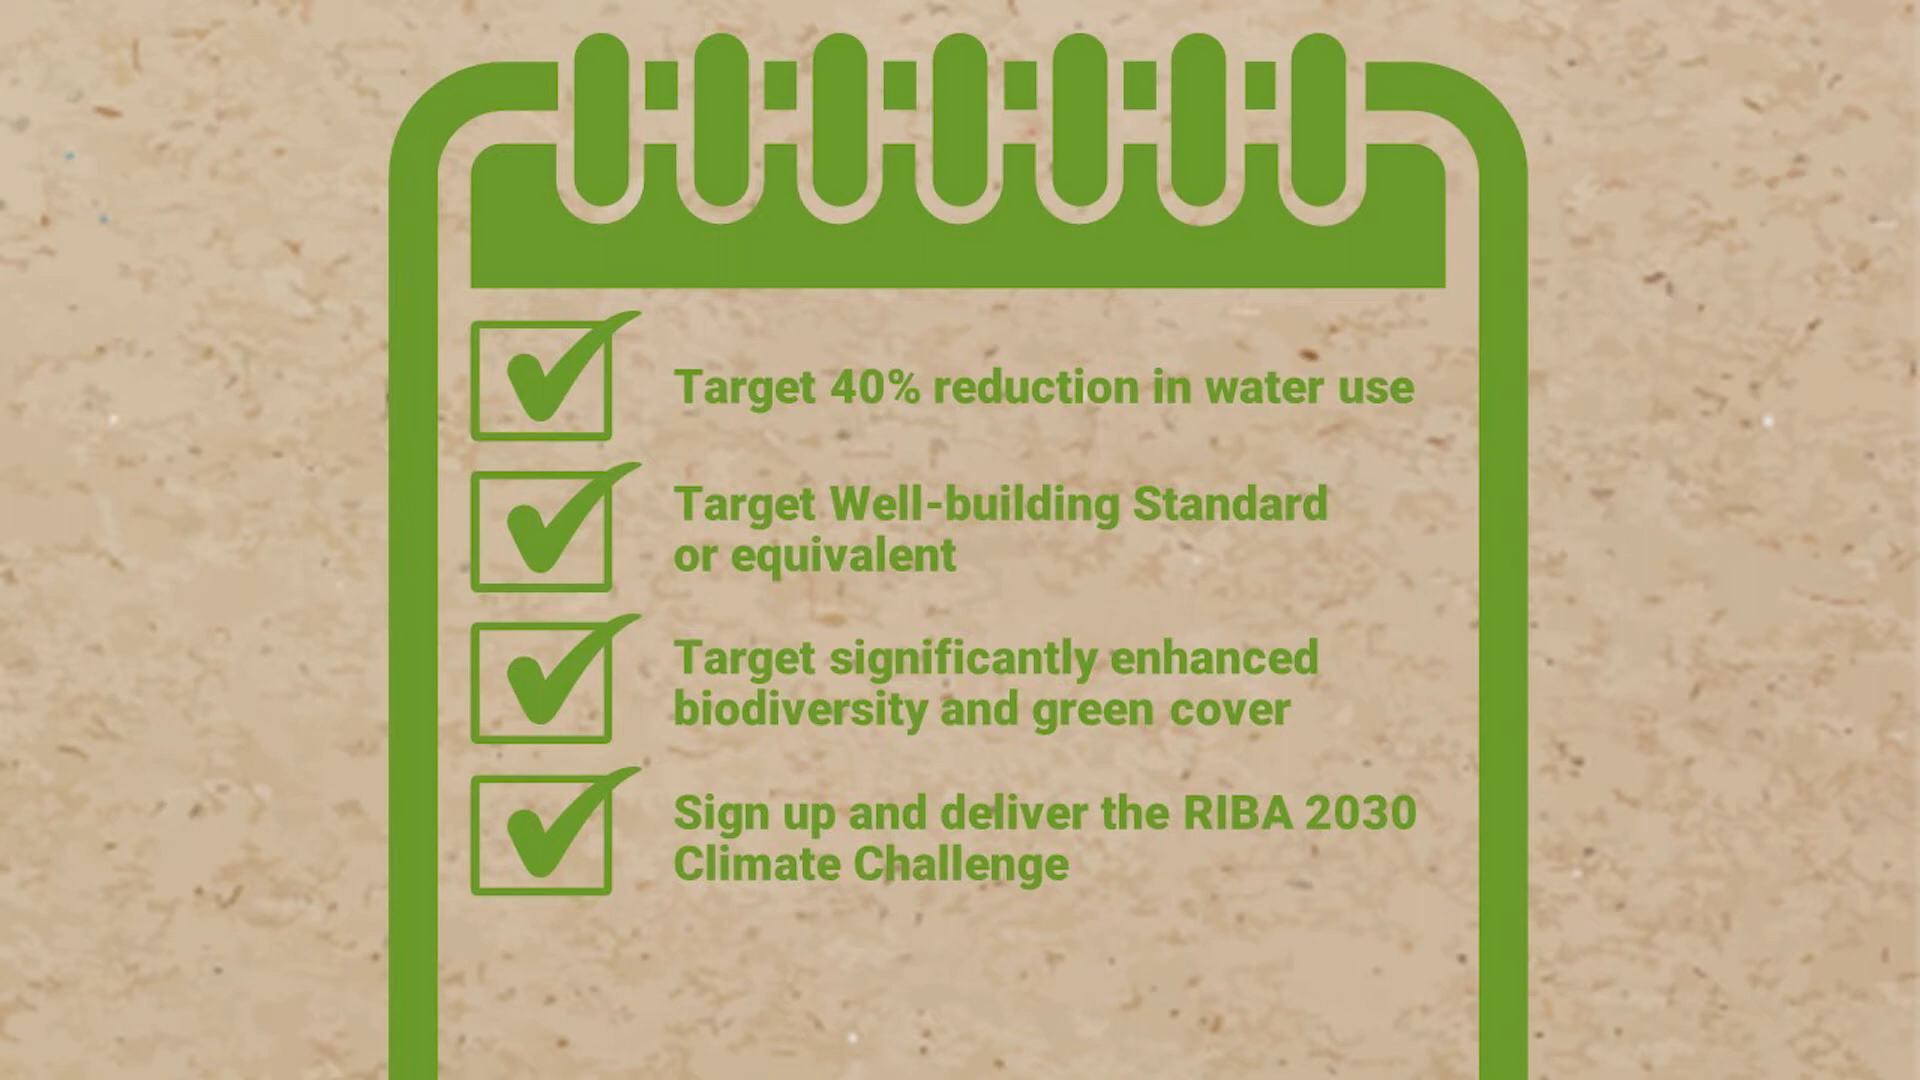 Target 40% reduction in water use
Target Well-building Standard
or equivalent
Target significantly enhanced
biodiversity and green cover
Sign up and deliver the RIBA 2030
Climate Challenge